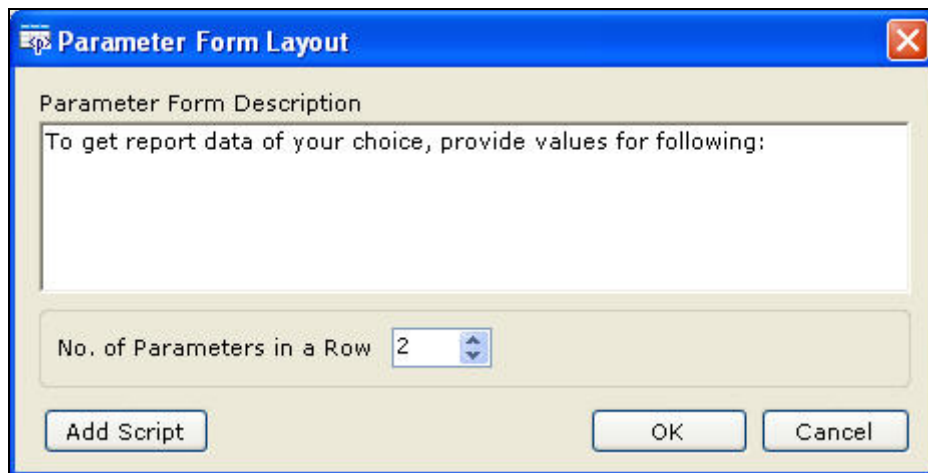 Parameter Form Layout
Parameter Form Description
To get report data of your choice, provide values for following:
No. of Parameters in a Row 2
Add Script OK Cancel